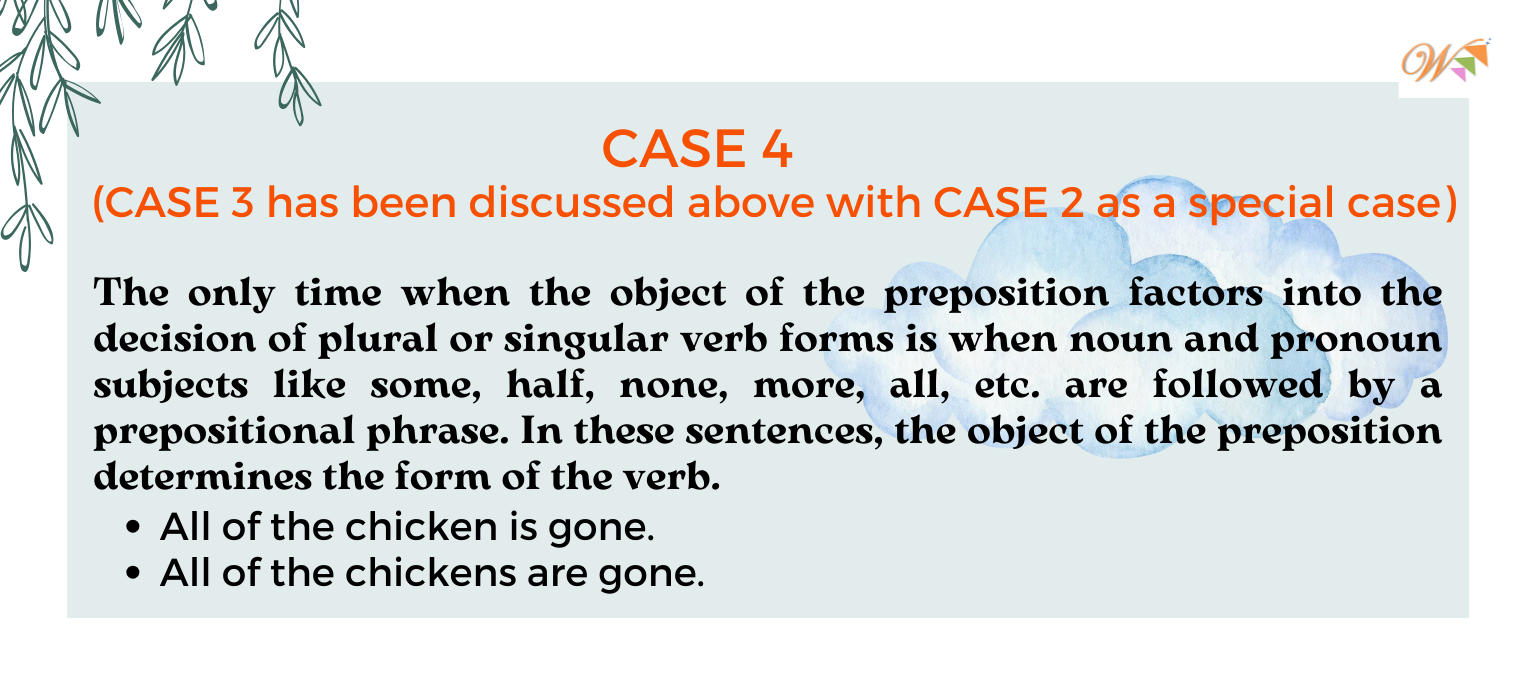 W
CASE 4
(CASE 3 has been discussed above with CASE 2 as a special case)
The only time when the object of the preposition factors into the
decision of plural or singular verb forms is when noun and pronoun
subjects like some, half, none, more, all, etc. are followed by a
prepositional phrase. In these sentences, the object of the preposition
determines the form of the verb.
• All of the chicken is gone.
• All of the chickens are gone.